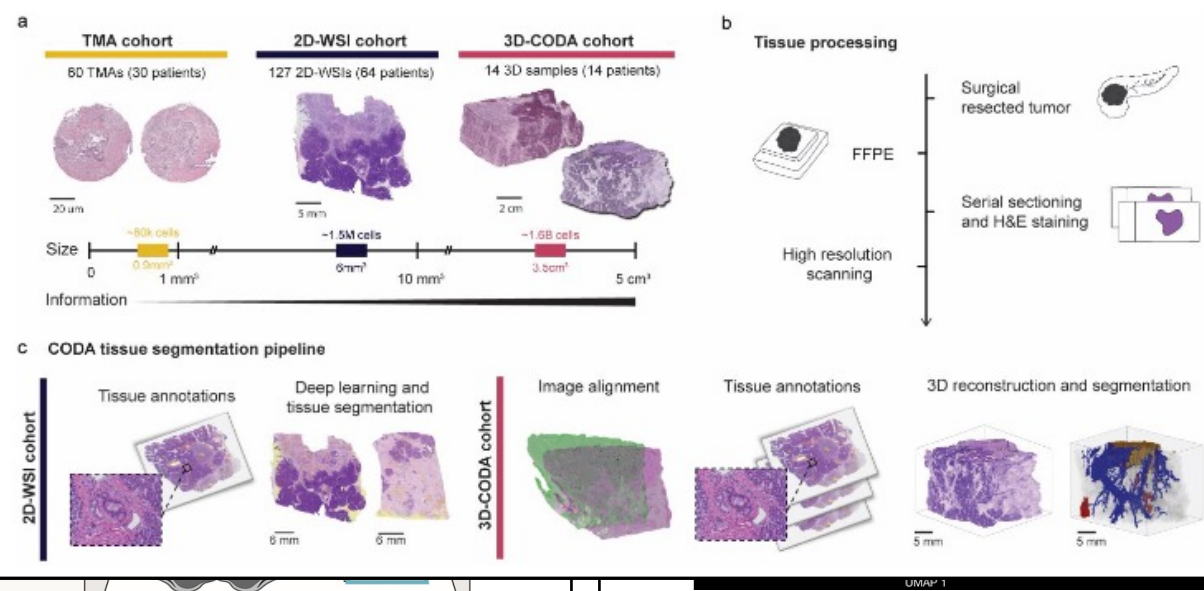 a
TMA cohort
60 TMAs (30 patients)
20 um
2D-WSI cohort
127 2D-WSIs (64 patients)
5 mm
3D-CODA cohort
14 3D samples (14 patients)
2 cm
Size
~80k cells
~1.5M cells
~1.6B cells
0
0.9mm³
1 mm³
6mm³
10 mm³
3.5cm³
5 cm³
Information
b
Tissue processing
Surgical
resected tumor
FFPE
Serial sectioning
and H&E staining
High resolution
scanning
c CODA tissue segmentation pipeline
2D-WSI cohort
Tissue annotations
Deep learning and
tissue segmentation
6 mm
6 mm
3D-CODA cohort
Image alignment
Tissue annotations
3D reconstruction and segmentation
5 mm
5 mm
UMAP 1